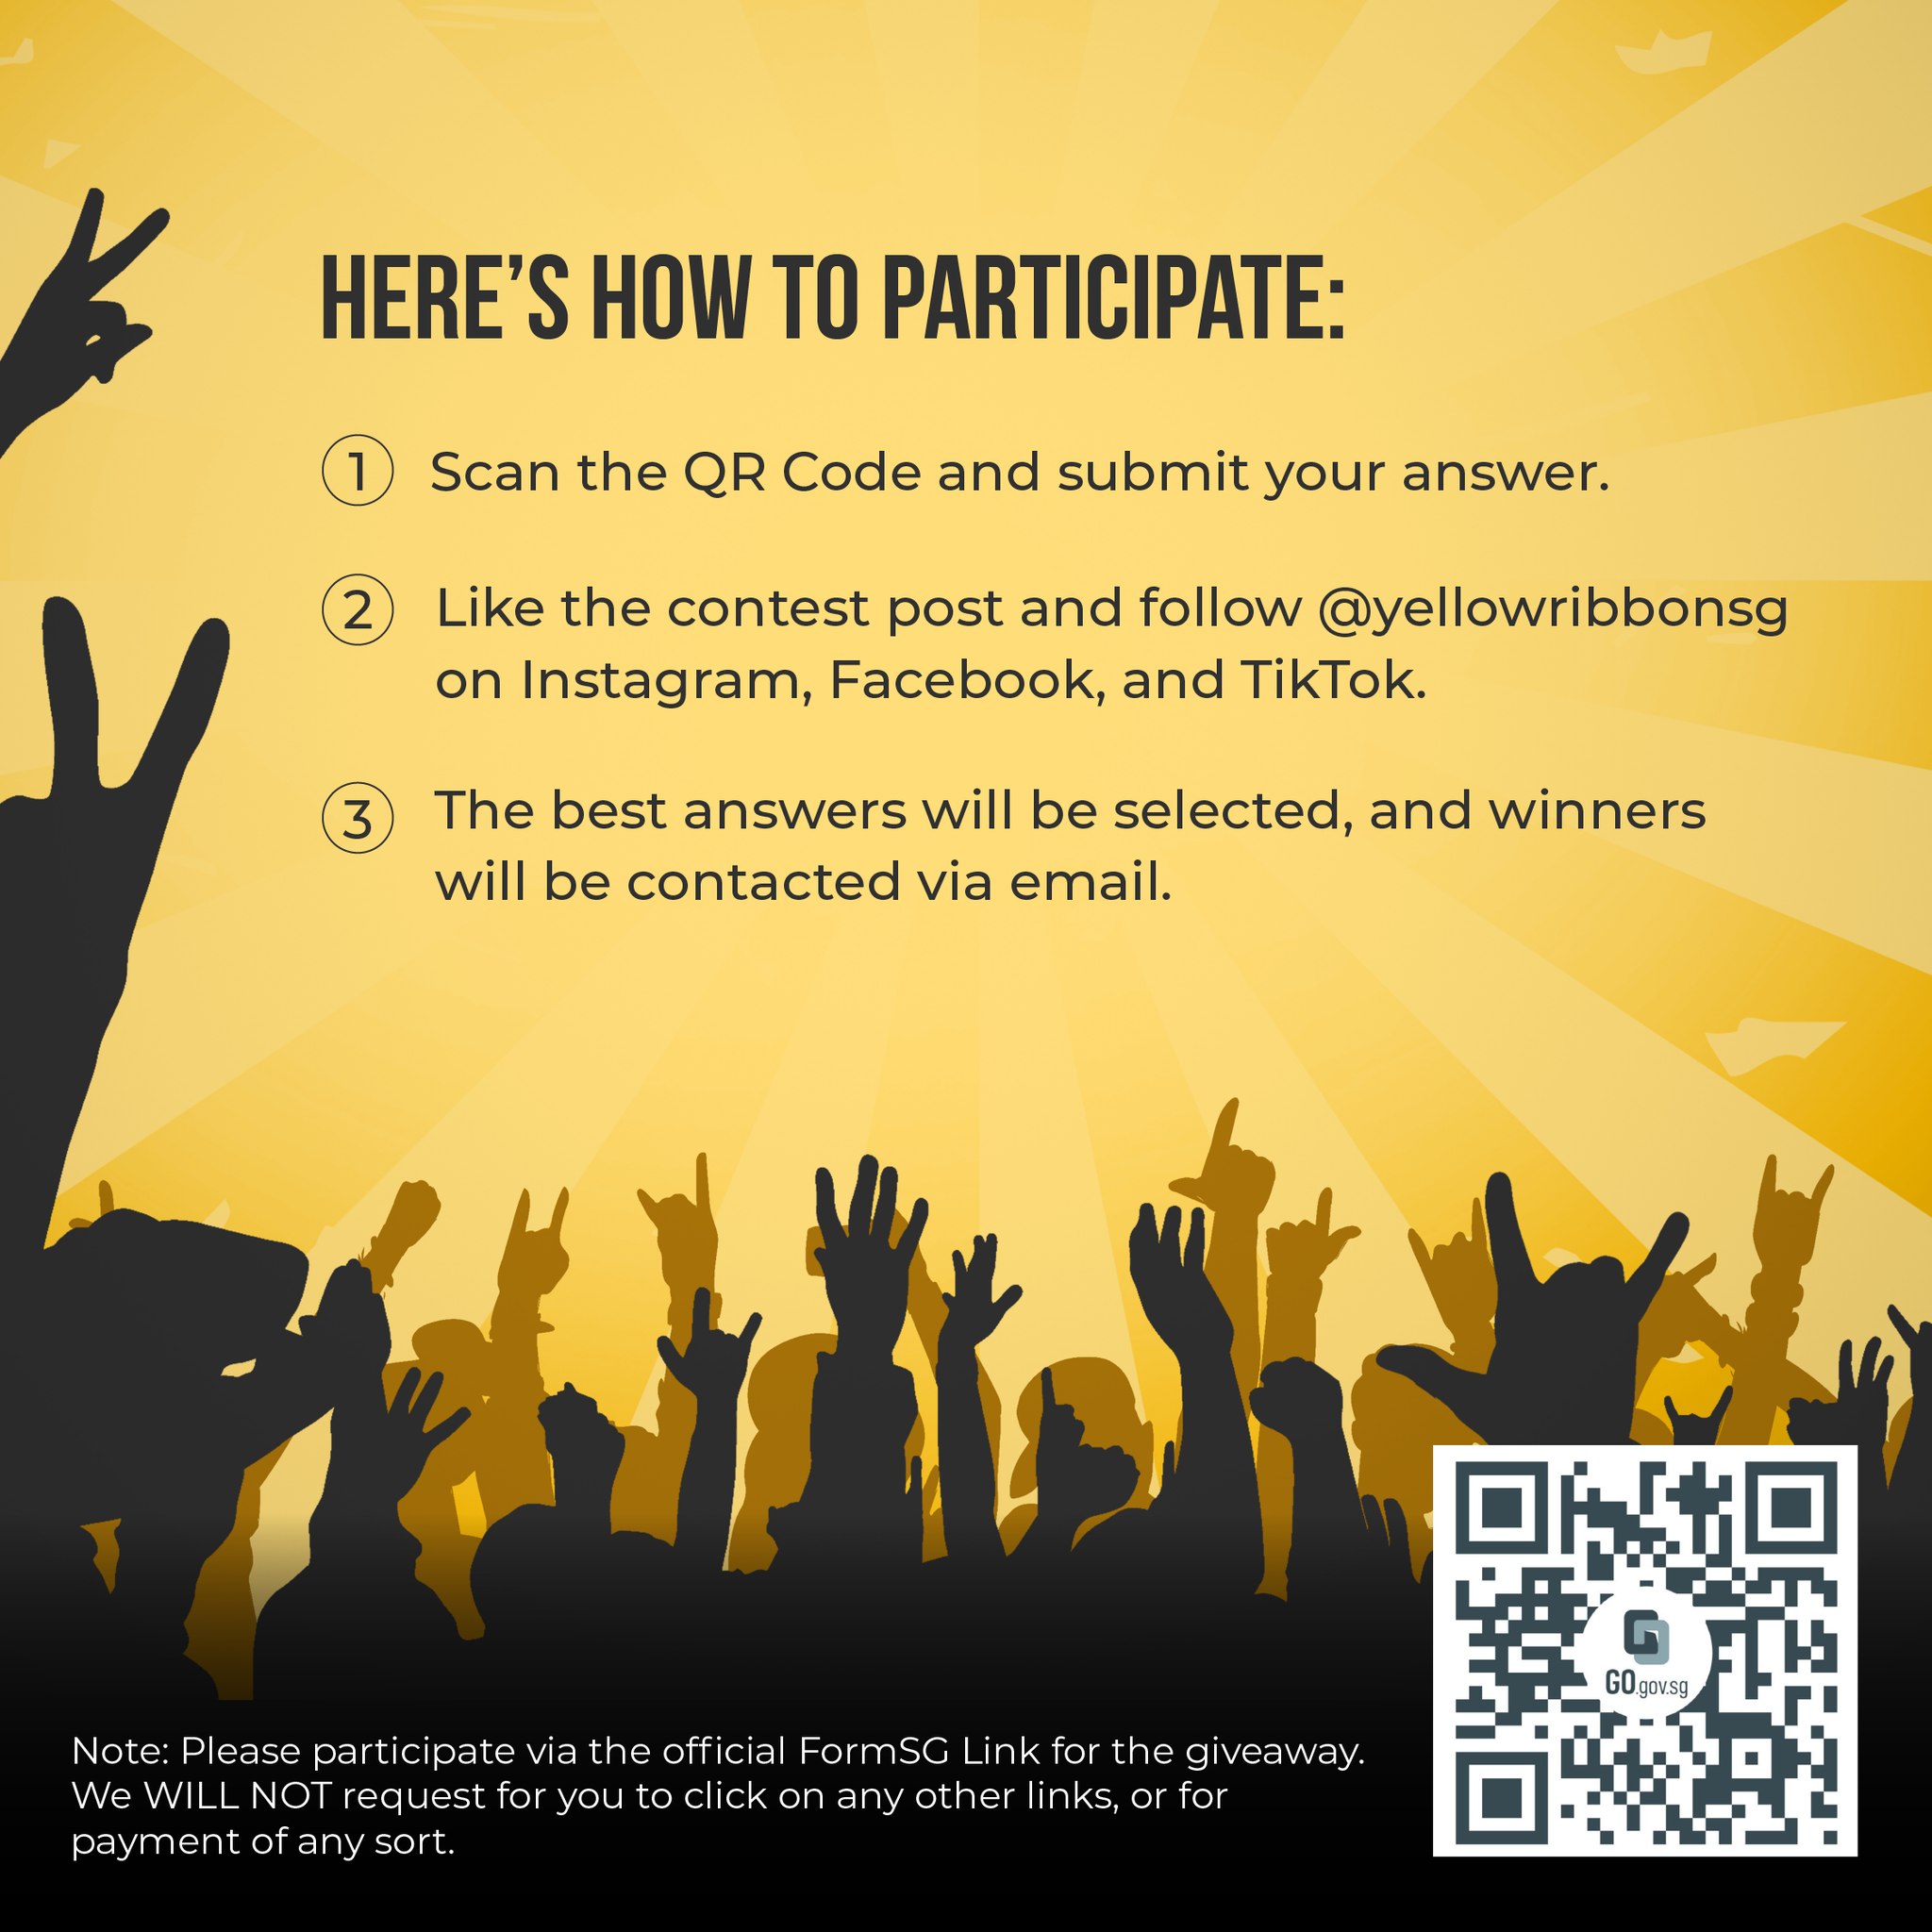 HERE'S HOW TO PARTICIPATE:
1 Scan the QR Code and submit your answer.
2 Like the contest post and follow @yellowribbonsg
on Instagram, Facebook, and TikTok.
3 The best answers will be selected, and winners
will be contacted via email.
GO.gov.sg
Note: Please participate via the official FormSG Link for the giveaway.
We WILL NOT request for you to click on any other links, or for
payment of any sort.